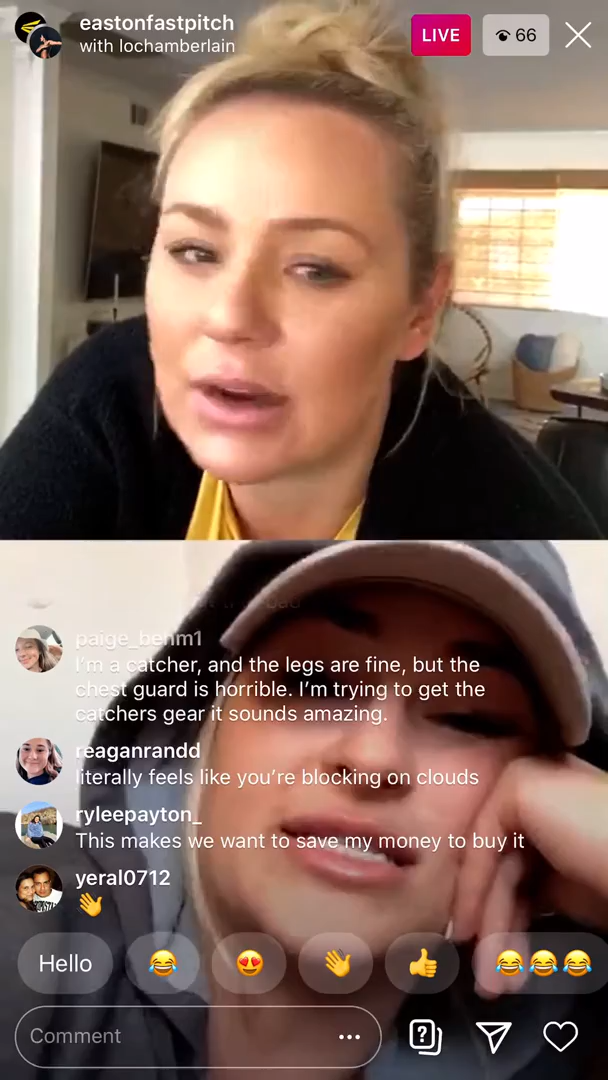 eastonfastpitch
with lochamberlain
LIVE
66
paige_behm1
I'm a catcher, and the legs are fine, but the
chest guard is horrible. I'm trying to get the
catchers gear it sounds amazing.
reaganrandd
literally feels like you're blocking on clouds
ryleepayton_
This makes we want to save my money to buy it
yeral0712
👋
Hello
😂
😍
👋
👍
😂😂😂
Comment